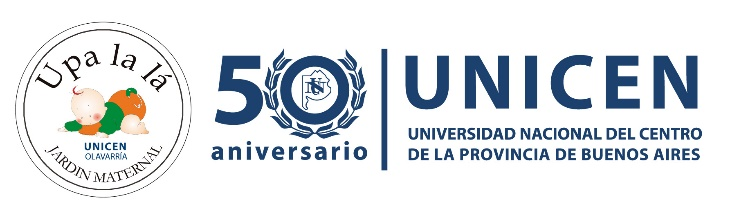 Upa la lá
UNICEN
OLAVARRÍA
JARDIN MATERNAL
50
aniversario
UNICEN
UNIVERSIDAD NACIONAL DEL CENTRO
DE LA PROVINCIA DE BUENOS AIRES